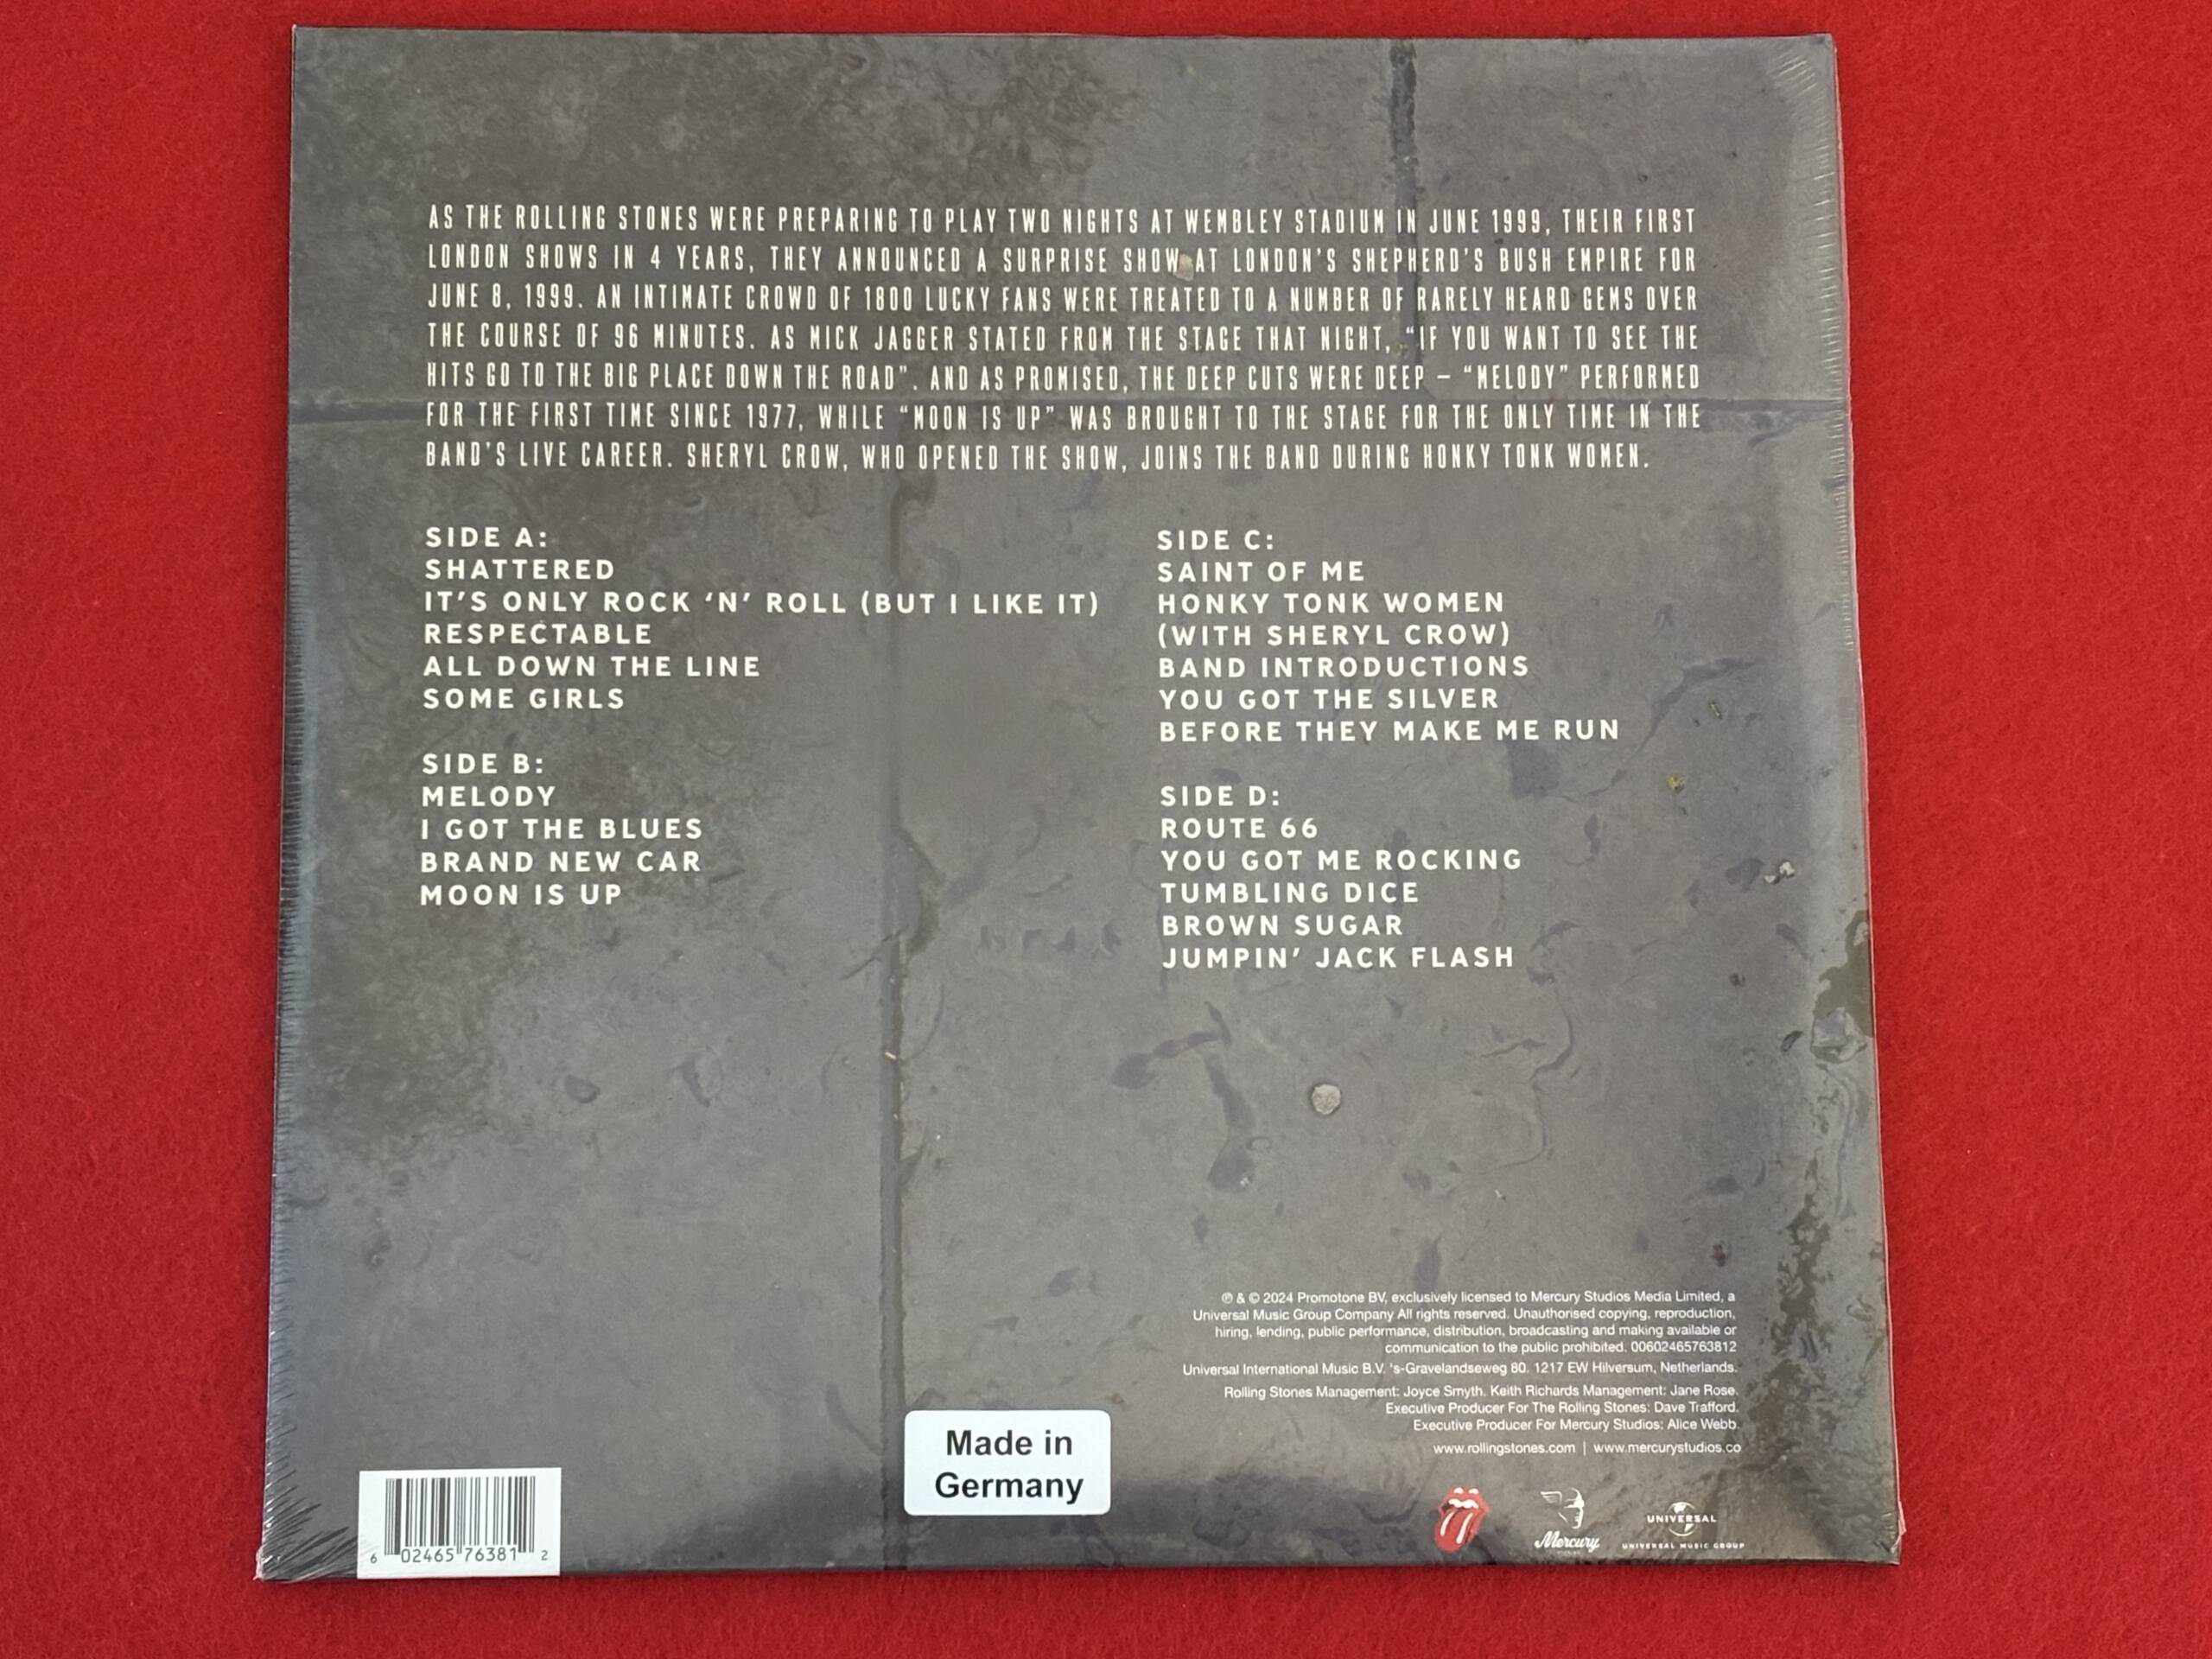 AS THE ROLLING STONES WERE PREPARING TO PLAY TWO NIGHTS AT WEMBLEY STADIUM IN JUNE 1999, THEIR FIRST
LONDON SHOWS IN 4 YEARS, THEY ANNOUNCED A SURPRISE SHOW AT LONDON'S SHEPHERD'S BUSH EMPIRE FOR
JUNE 8, 1999. AN INTIMATE CROWD OF 1800 LUCKY FANS WERE TREATED TO A NUMBER OF RARELY HEARD GEMS OVER
THE COURSE OF 96 MINUTES. AS MICK JAGGER STATED FROM THE STAGE THAT NIGHT, “IF YOU WANT TO SEE THE
HITS GO TO THE BIG PLACE DOWN THE ROAD”. AND AS PROMISED, THE DEEP CUTS WERE DEEP – “MELODY” PERFORMED
FOR THE FIRST TIME SINCE 1977, WHILE “MOON IS UP” WAS BROUGHT TO THE STAGE FOR THE ONLY TIME IN THE
BAND'S LIVE CAREER. SHERYL CROW, WHO OPENED THE SHOW, JOINS THE BAND DURING HONKY TONK WOMEN.
SIDE A:
SHATTERED
IT'S ONLY ROCK ‘N’ ROLL (BUT I LIKE IT)
RESPECTABLE
ALL DOWN THE LINE
SOME GIRLS
SIDE B:
MELODY
I GOT THE BLUES
BRAND NEW CAR
MOON IS UP
SIDE C:
SAINT OF ME
HONKY TONK WOMEN
(WITH SHERYL CROW)
BAND INTRODUCTIONS
YOU GOT THE SILVER
BEFORE THEY MAKE ME RUN
SIDE D:
ROUTE 66
YOU GOT ME ROCKING
TUMBLING DICE
BROWN SUGAR
JUMPIN’ JACK FLASH
℗ & © 2024 Promotone BV, exclusively licensed to Mercury Studios Media Limited, a
Universal Music Group Company All rights reserved. Unauthorised copying, reproduction,
hiring, lending, public performance, distribution, broadcasting and making available or
communication to the public prohibited. 00602465763812
Universal International Music B.V. 's-Gravelandseweg 80. 1217 EW Hilversum, Netherlands.
Rolling Stones Management: Joyce Smyth. Keith Richards Management: Jane Rose.
Executive Producer For The Rolling Stones: Dave Trafford.
Executive Producer For Mercury Studios: Alice Webb.
www.rollingstones.com | www.mercurystudios.co
Made in
Germany
6 02465 76381 2
Mercury
UNIVERSAL
UNIVERSAL MUSIC GROUP